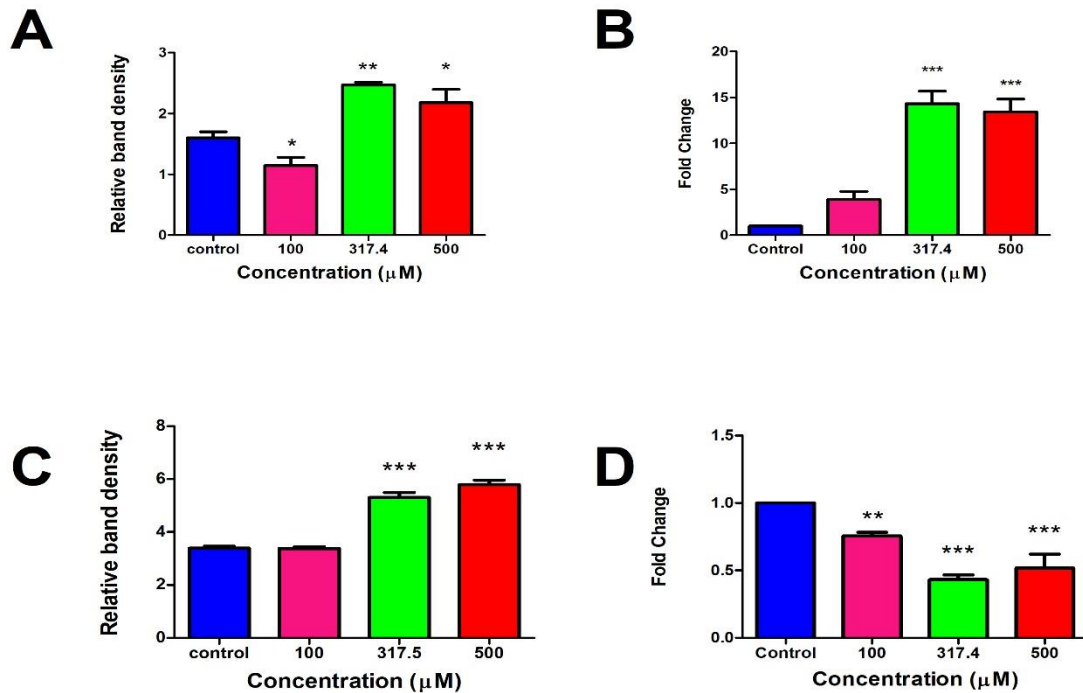 A
Relative band density
3
2
1
0
*
**
*
control 100 317.4 500
Concentration (μM)
B
Fold Change
20
15
10
5
0
***
***
Control 100 317.4 500
Concentration (μM)
C
Relative band density
8
6
4
2
0
***
***
control 100 317.5 500
Concentration (μM)
D
Fold Change
1.5
1.0
0.5
0.0
**
***
***
Control 100 317.4 500
Concentration (μM)